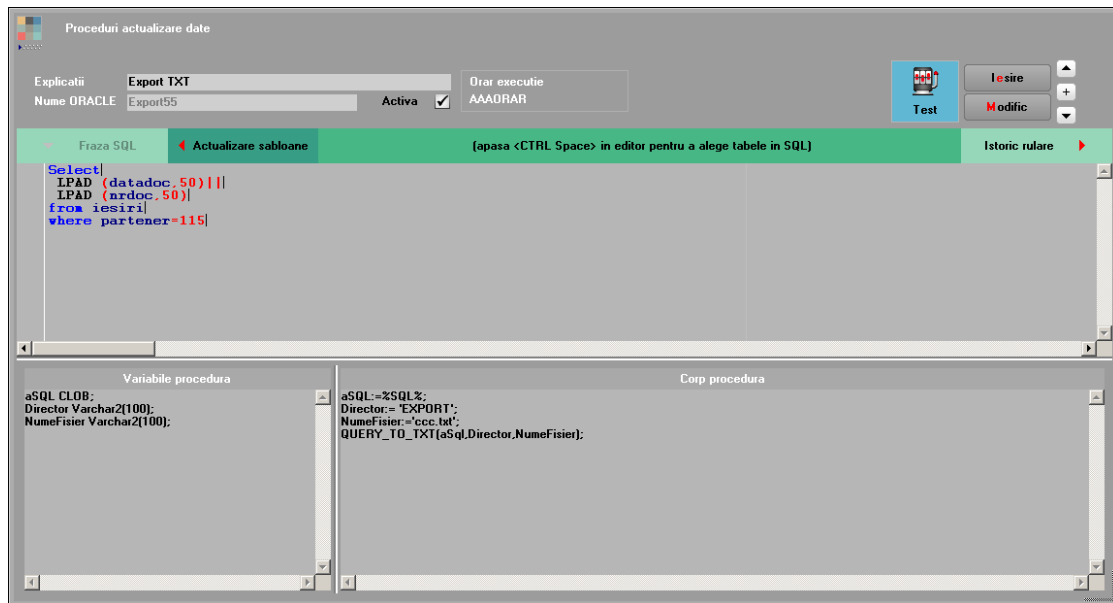 Proceduri actualizare date
Explicatii Export TXT Orar executie
Nume ORACLE Export55 Activa AAAORAR
Test
Iesire
+
Modific
Fraza SQL Actualizare sabloane (apasa <CTRL Space> in editor pentru a alege tabele in SQL) Istoric rulare
Select
LPAD (datadoc,50)||
LPAD (nrdoc,50)
from iesiri
where partener=115
Variabile procedura
aSQL CLOB;
Director Varchar2(100);
NumeFisier Varchar2(100);
Corp procedura
aSQL:=%SQL%;
Director:= 'EXPORT';
NumeFisier:='ccc.txt';
QUERY_TO_TXT(aSql,Director,NumeFisier);